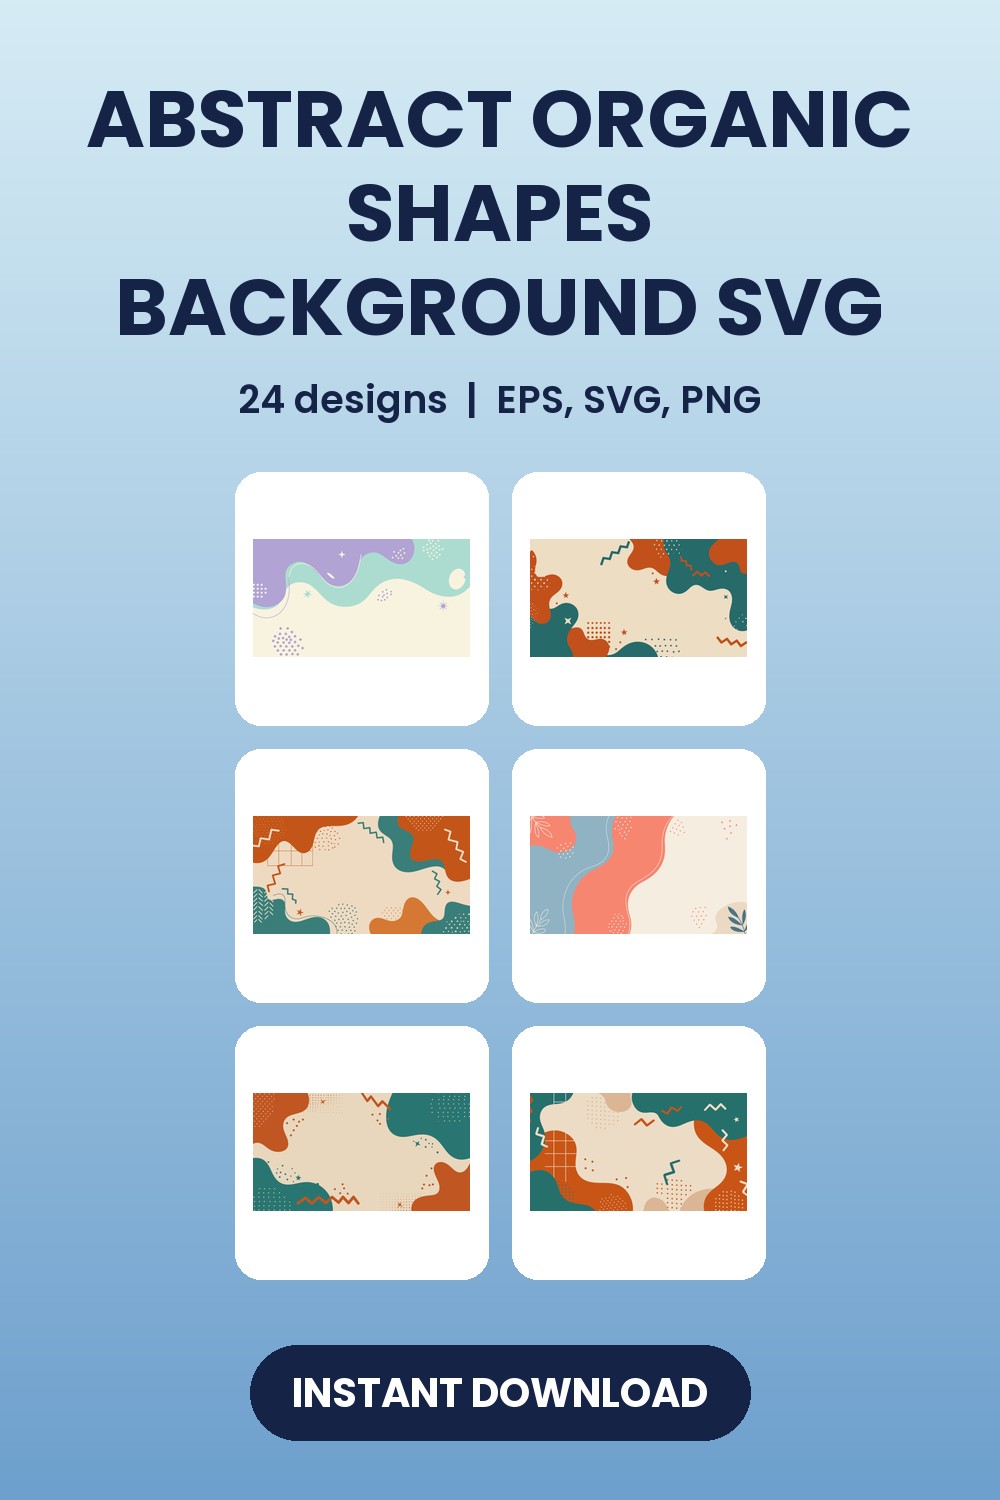 ABSTRACT ORGANIC
SHAPES
BACKGROUND SVG
24 designs | EPS, SVG, PNG
INSTANT DOWNLOAD